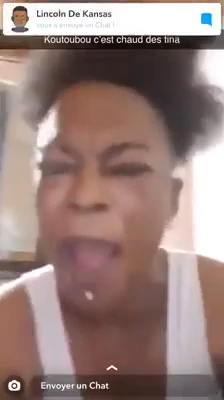 Lincoln De Kansas
vous a envoyé un Chat !
Koutoubou c'est chaud des tina
Envoyer un Chat